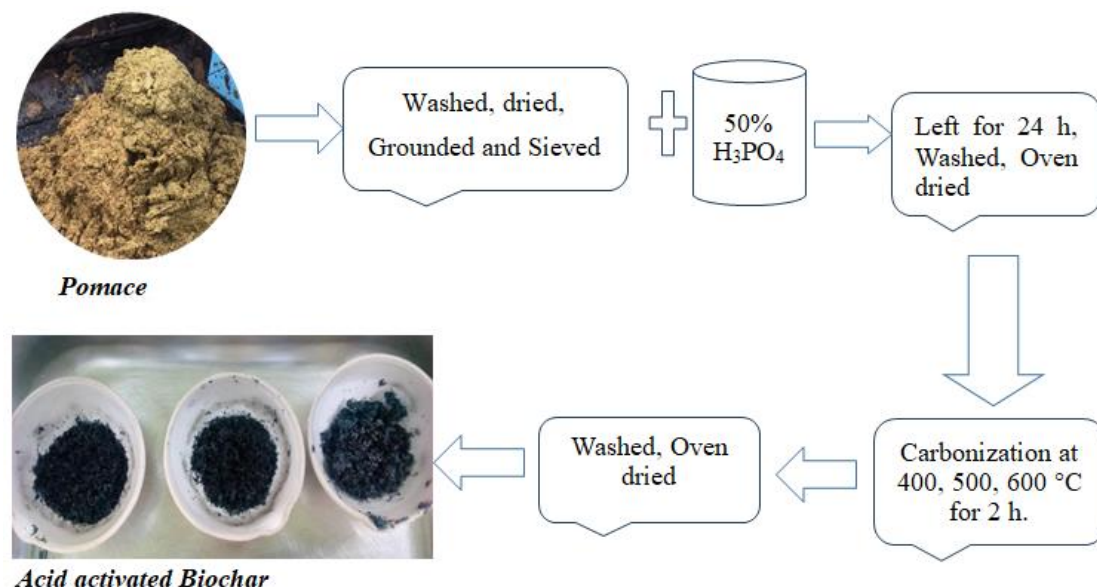 Washed, dried,
Grounded and Sieved
50%
H₃PO₄
Left for 24 h,
Washed, Oven
dried
Pomace
Carbonization at
400, 500, 600 °C
for 2 h.
Washed, Oven
dried
Acid activated Biochar